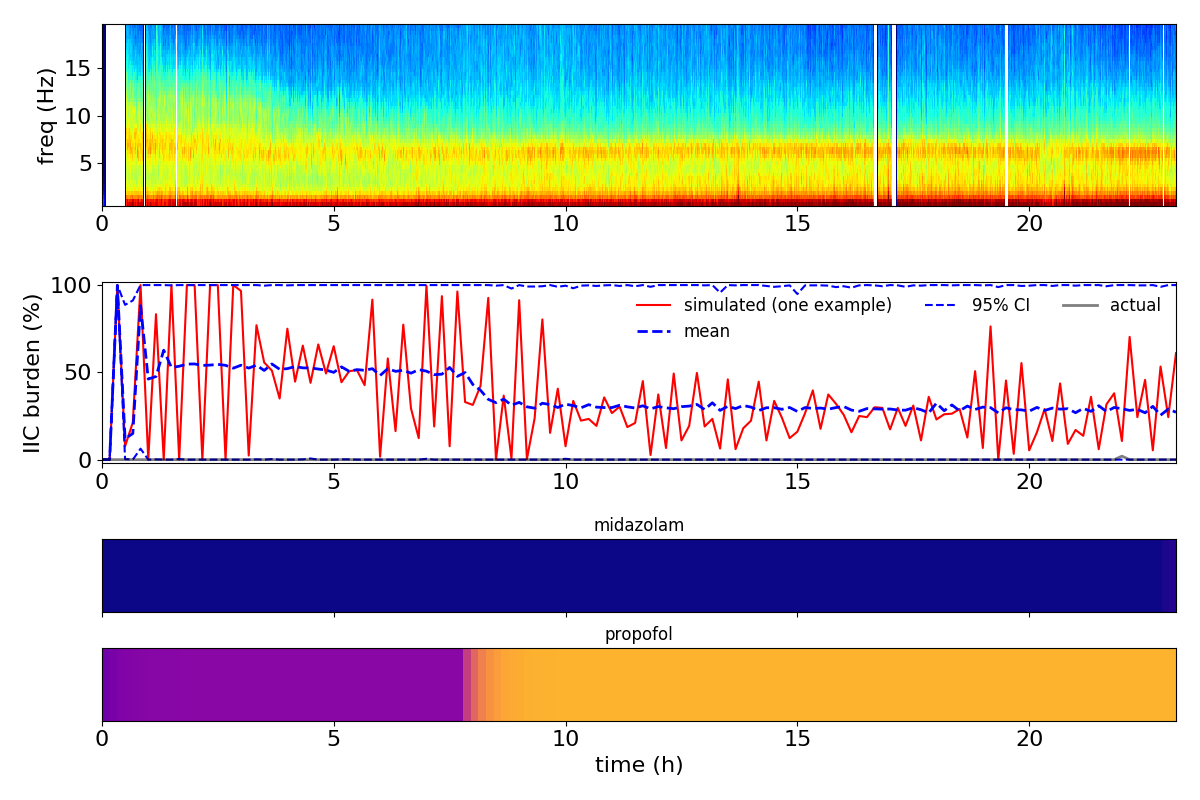 freq (Hz)
15
10
5
0 5 10 15 20
IIC burden (%)
100
50
0
simulated (one example) 95% CI actual
mean
0 5 10 15 20
midazolam
propofol
0 5 10 15 20
time (h)